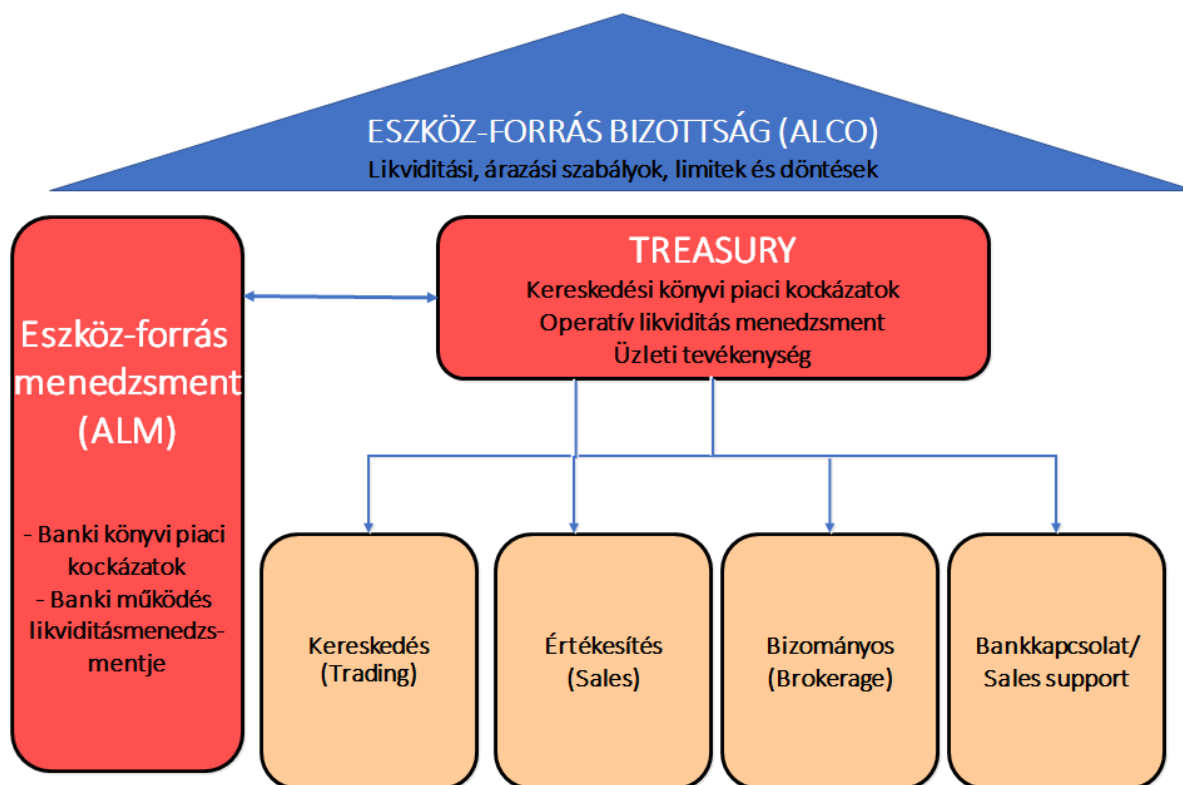 ESZKÖZ-FORRÁS BIZOTTSÁG (ALCO)
Likviditási, árazási szabályok, limitek és döntések
TREASURY
Kereskedési könyvi piaci kockázatok
Operatív likviditás menedzsment
Üzleti tevékenység
Eszköz-forrás
menedzsment
(ALM)
- Banki könyvi piaci
kockázatok
- Banki működés
likviditásmenedzs-
mentje
Kereskedés
(Trading)
Értékesítés
(Sales)
Bizományos
(Brokerage)
Bankkapcsolat/
Sales support